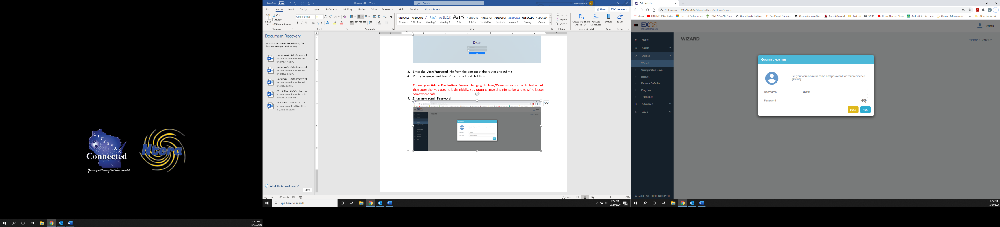 CITIZENS
Connected
Your pathway to the world
Ntera
3:25 PM
12/29/2020
AutoSave Off
Document1 - Word
Search
Jen Diederich
File Home Insert Design Layout References Mailings Review View Developer Help Acrobat Picture Format
Share Comments
Paste
Cut
Copy
Format Painter
Calibri (Body) 11
Clipboard Font Paragraph Styles Editing Adobe Acrobat Voice Editor
AaBbCcDc AaBbCcDc AaBbCc AaBbCcC AaB AaBbCcC AaBbCcDc AaBbCcDc AaBbCcDc AaBbCcDc AaBbCcDc
¶ Normal ¶ No Spac... Heading 1 Heading 2 Title Subtitle Subtle Em... Emphasis Intense E... Strong Quote
Find
Replace
Select
Create and Share Adobe PDF
Request Signatures
Dictate
Editor
Document Recovery
Word has recovered the following files.
Save the ones you wish to keep.
Document4 [AutoRecovered]
Version created from the last...
9/10/2020 2:34 PM
Document5 [AutoRecovered]
Version created from the last...
9/10/2020 3:32 PM
Document1 [AutoRecovered]
Version created from the last...
9/4/2020 2:30 PM
ACH DIRECT DEPOSIT AUTH...
Version created from the last...
10/15/2020 8:21 AM
ACH DIRECT DEPOSIT AUTH...
Version created last time the...
1/7/2015 11:33 AM
Which file do I want to save?
Close
Calix
3. Enter the User/Password info from the bottom of the router and submit
4. Verify Language and Time Zone are set and click Next
Change your Admin Credentials: You are changing the User/Password info from the bottom of
the router that you used to login initially. You MUST change this info, so be sure to write it down
somewhere safe.
5. Enter new admin Password
EXOS
WIZARD
6.
Page 1 of 1 102 words
Focus
120%
Type here to search
3:25 PM
12/29/2020
Calix Admin
Not secure 192.168.1.1/#/html/utilities/utilities/wizard
Apps HTML/PHP Contact... Internet Explorer co... HTML 5.2: 4.10. For... Open Handset Allia... ExcelExport from A... Organizing your So... AndroidTutorial Android WIOS Heavy Thunder Stor... Android Architectur... Chapter 1: From zer... » Other bookmarks
EXOS
The Experience OS
admin
Home
Status
Utilities
Wizard
Configuration Save
Reboot
Restore Defaults
Ping Test
Traceroute
Advanced
Wi-Fi
© Calix | All Rights Reserved
WIZARD
Home / Wizard
Admin Credentials
Set your administrator name and password for your residence
gateway.
Username admin
Password
Back Next
3:25 PM
12/29/2020